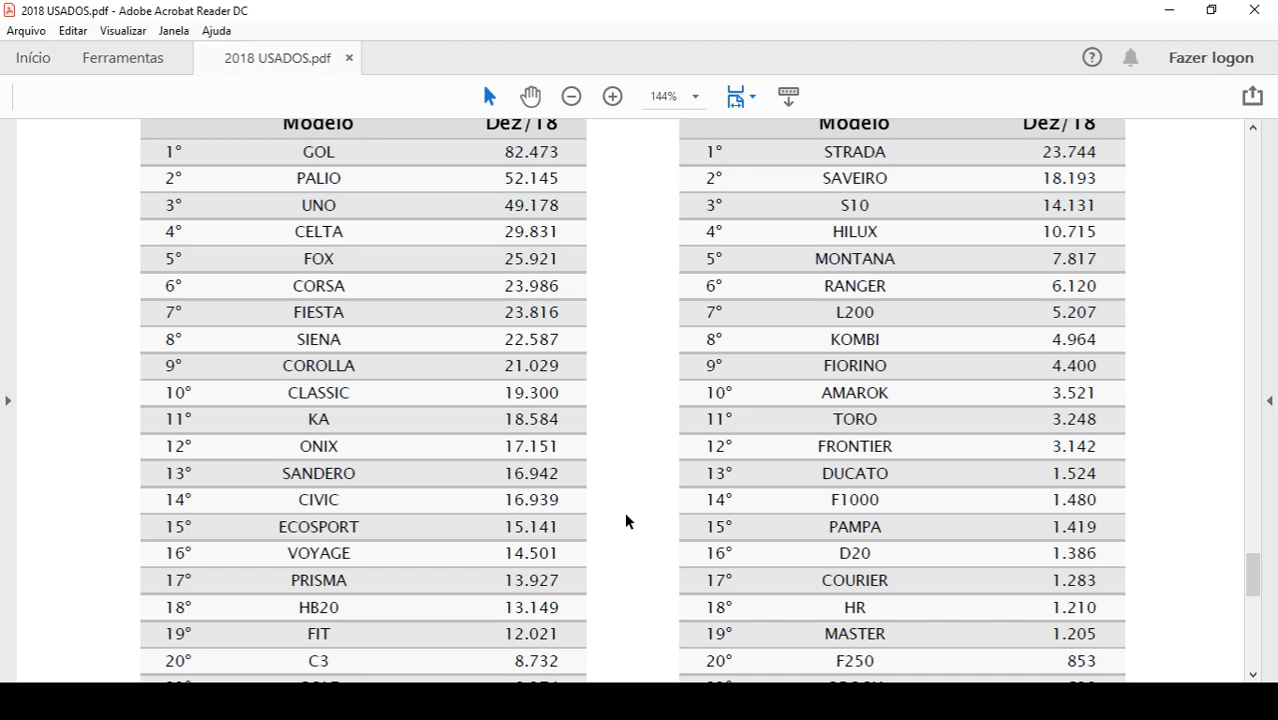 2018 USADOS.pdf - Adobe Acrobat Reader DC
Arquivo Editar Visualizar Janela Ajuda
Início Ferramentas 2018 USADOS.pdf × Fazer logon
144%
Modelo Dez/18 Modelo Dez/18
1° GOL 82.473 1° STRADA 23.744
2° PALIO 52.145 2° SAVEIRO 18.193
3° UNO 49.178 3° S10 14.131
4° CELTA 29.831 4° HILUX 10.715
5° FOX 25.921 5° MONTANA 7.817
6° CORSA 23.986 6° RANGER 6.120
7° FIESTA 23.816 7° L200 5.207
8° SIENA 22.587 8° KOMBI 4.964
9° COROLLA 21.029 9° FIORINO 4.400
10° CLASSIC 19.300 10° AMAROK 3.521
11° KA 18.584 11° TORO 3.248
12° ONIX 17.151 12° FRONTIER 3.142
13° SANDERO 16.942 13° DUCATO 1.524
14° CIVIC 16.939 14° F1000 1.480
15° ECOSPORT 15.141 15° PAMPA 1.419
16° VOYAGE 14.501 16° D20 1.386
17° PRISMA 13.927 17° COURIER 1.283
18° HB20 13.149 18° HR 1.210
19° FIT 12.021 19° MASTER 1.205
20° C3 8.732 20° F250 853